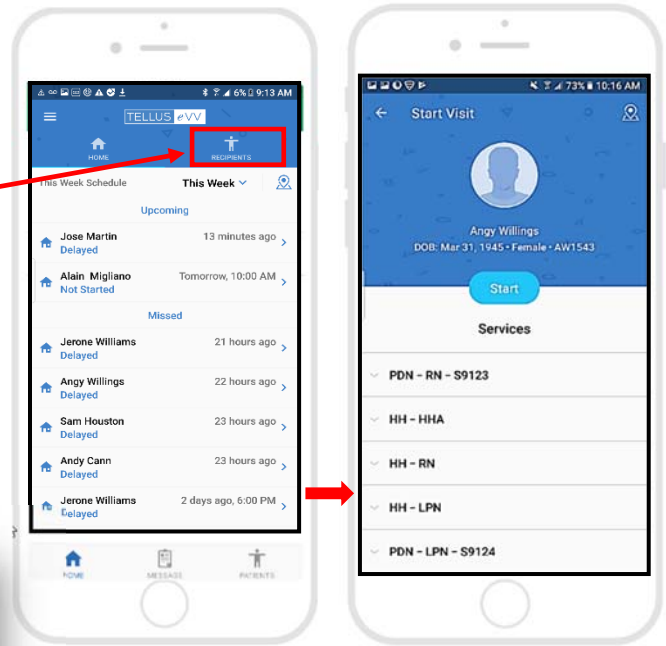 6% 9:13 AM
TELLUS eVV
HOME
RECIPIENTS
This Week Schedule
This Week
Upcoming
Jose Martin
13 minutes ago
Delayed
Alain Migliano
Tomorrow, 10:00 AM
Not Started
Missed
Jerone Williams
21 hours ago
Delayed
Angy Willings
22 hours ago
Delayed
Sam Houston
23 hours ago
Delayed
Andy Cann
23 hours ago
Delayed
Jerone Williams
2 days ago, 6:00 PM
Delayed
HOME
MESSAGE
PATIENTS
73% 10:16 AM
Start Visit
Angy Willings
DOB: Mar 31, 1945 • Female • AW1543
Start
Services
PDN - RN - S9123
HH - HHA
HH - RN
HH - LPN
PDN - LPN - S9124